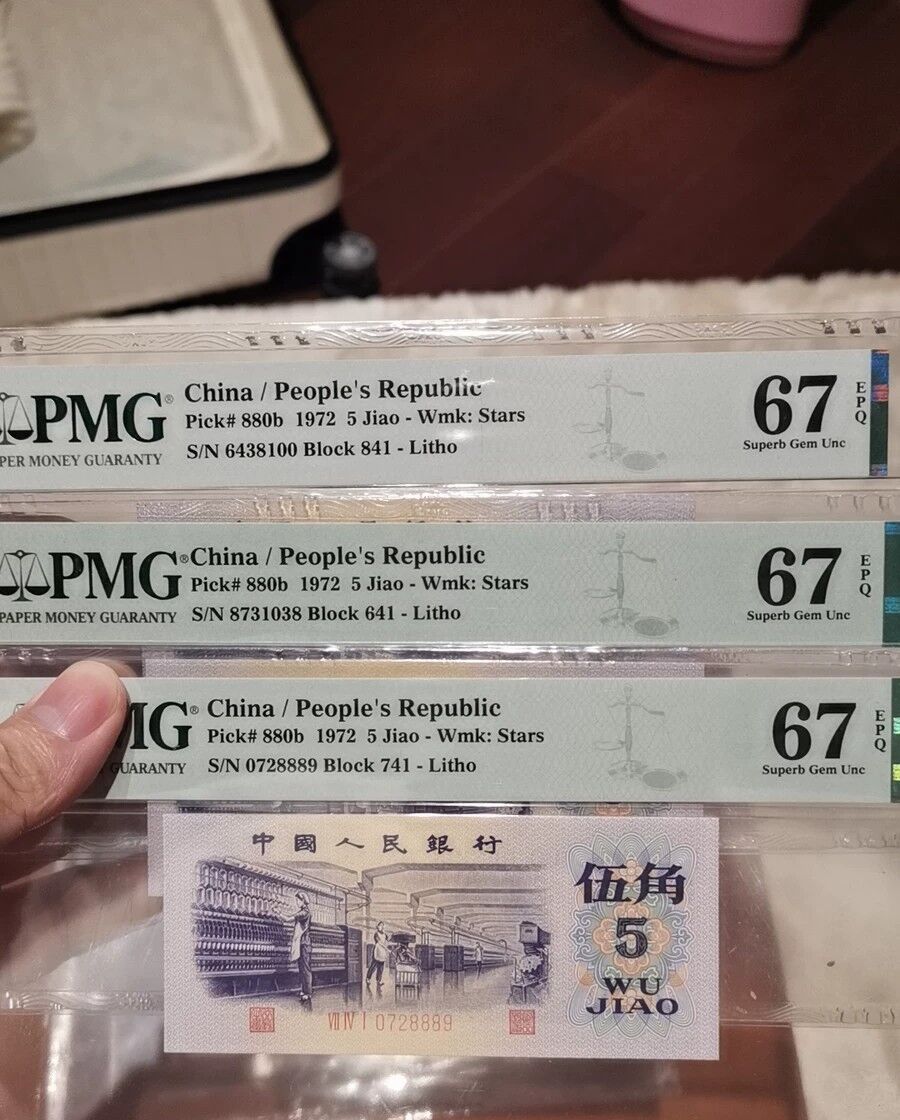 PMG®
PER MONEY GUARANTY
China / People's Republic
Pick# 880b 1972 5 Jiao - Wmk: Stars
S/N 6438100 Block 841 - Litho
67
EPQ
Superb Gem Unc
PMG®
PAPER MONEY GUARANTY
China / People's Republic
Pick# 880b 1972 5 Jiao - Wmk: Stars
S/N 8731038 Block 641 - Litho
67
EPQ
Superb Gem Unc
MG®
GUARANTY
China / People's Republic
Pick# 880b 1972 5 Jiao - Wmk: Stars
S/N 0728889 Block 741 - Litho
67
EPQ
Superb Gem Unc
中國人民銀行
伍角
5
WU
JIAO
VII IV I 0728889